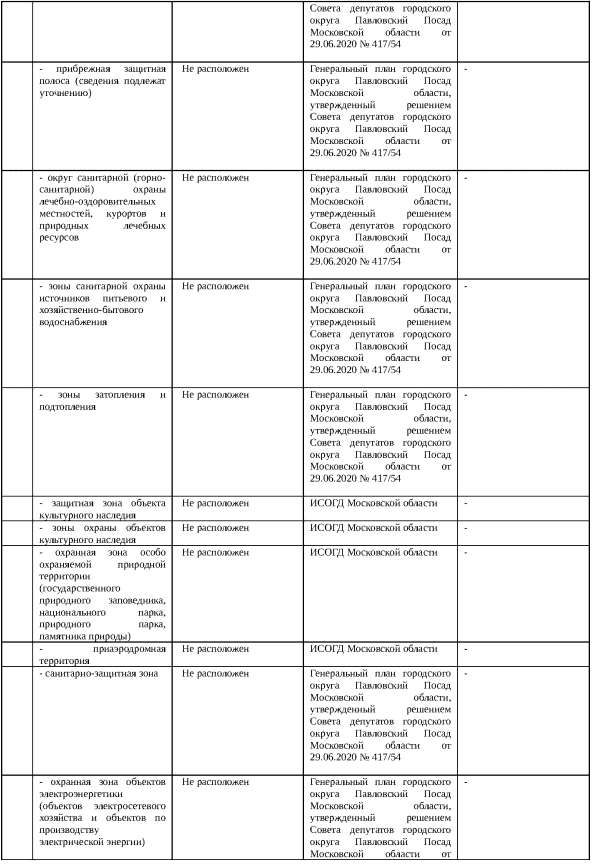 Совета депутатов городского
округа Павловский Посад
Московской области от
29.06.2020 № 417/54
- прибрежная защитная
полоса (сведения подлежат
уточнению)
Не расположен
Генеральный план городского
округа Павловский Посад
Московской области,
утвержденный решением
Совета депутатов городского
округа Павловский Посад
Московской области от
29.06.2020 № 417/54
-
- округ санитарной (горно-
санитарной) охраны
лечебно-оздоровительных
местностей, курортов и
природных лечебных
ресурсов
Не расположен
Генеральный план городского
округа Павловский Посад
Московской области,
утвержденный решением
Совета депутатов городского
округа Павловский Посад
Московской области от
29.06.2020 № 417/54
-
- зоны санитарной охраны
источников питьевого и
хозяйственно-бытового
водоснабжения
Не расположен
Генеральный план городского
округа Павловский Посад
Московской области,
утвержденный решением
Совета депутатов городского
округа Павловский Посад
Московской области от
29.06.2020 № 417/54
-
- зоны затопления и
подтопления
Не расположен
Генеральный план городского
округа Павловский Посад
Московской области,
утвержденный решением
Совета депутатов городского
округа Павловский Посад
Московской области от
29.06.2020 № 417/54
-
- защитная зона объекта
культурного наследия
Не расположен
ИСОГД Московской области
-
- зоны охраны объектов
культурного наследия
Не расположен
ИСОГД Московской области
-
- охранная зона особо
охраняемой природной
территории
(государственного
природного заповедника,
национального парка,
природного парка,
памятника природы)
Не расположен
ИСОГД Московской области
-
- приаэродромная
территория
Не расположен
ИСОГД Московской области
-
- санитарно-защитная зона
Не расположен
Генеральный план городского
округа Павловский Посад
Московской области,
утвержденный решением
Совета депутатов городского
округа Павловский Посад
Московской области от
29.06.2020 № 417/54
-
- охранная зона объектов
электроэнергетики
(объектов электросетевого
хозяйства и объектов по
производству
электрической энергии)
Не расположен
Генеральный план городского
округа Павловский Посад
Московской области,
утвержденный решением
Совета депутатов городского
округа Павловский Посад
Московской области от
-